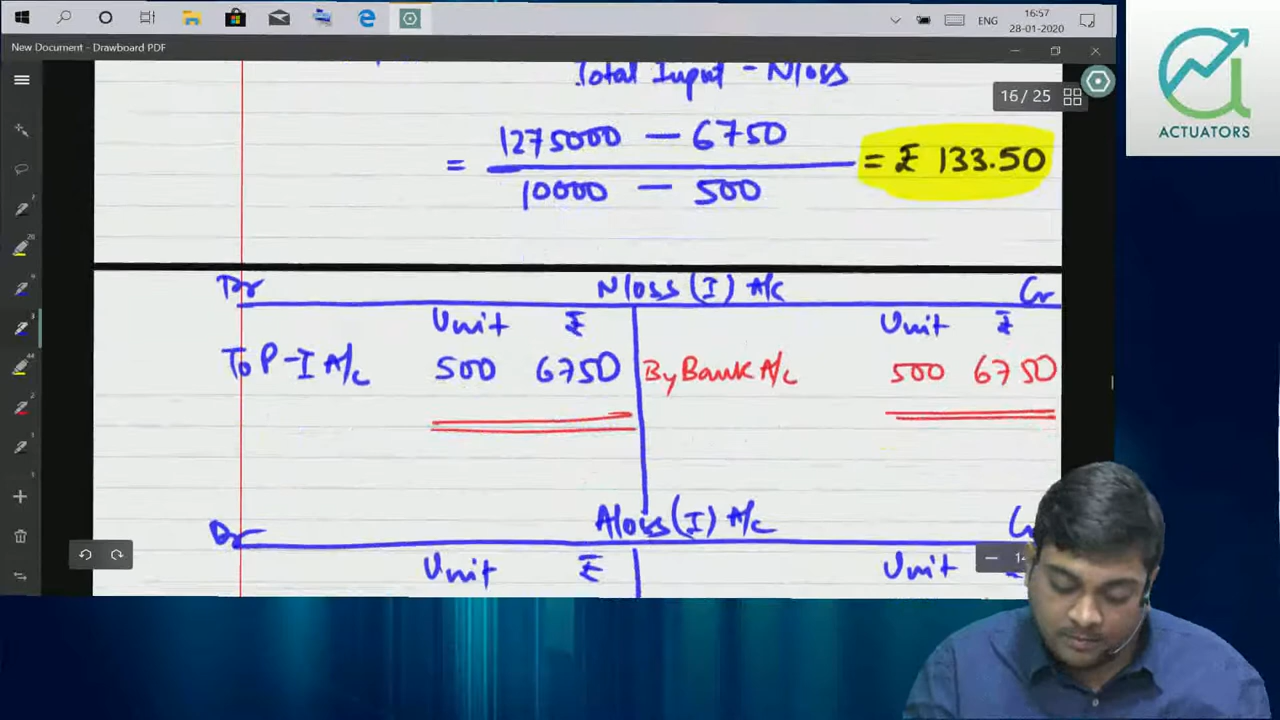 16:57
ENG
28-01-2020
New Document - Drawboard PDF
ACTUATORS
16 / 25
Total Input - N/loss
= 1275000 - 6750 / 10000 - 500 = ₹ 133.50
Dr N/loss (I) A/c Cr
Unit ₹ Unit ₹
To P-I A/c 500 6750 By Bank A/c 500 6750
Dr A/loss (I) A/c
Unit ₹ Unit